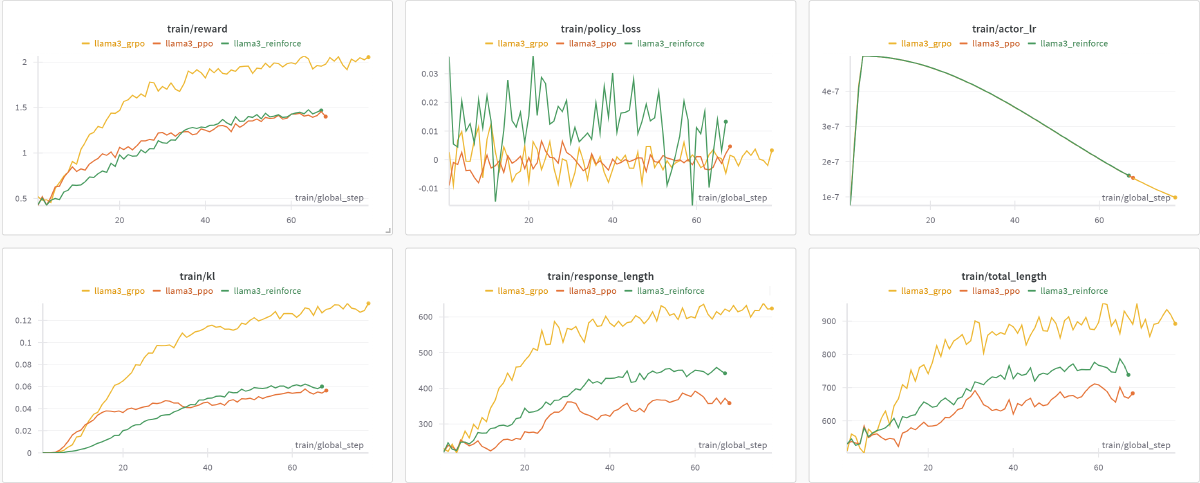 train/reward
llama3_grpo llama3_ppo llama3_reinforce
2
1.5
1
0.5
20 40 60
train/global_step
train/policy_loss
llama3_grpo llama3_ppo llama3_reinforce
0.03
0.02
0.01
0
-0.01
20 40 60
train/global_step
train/actor_lr
llama3_grpo llama3_ppo llama3_reinforce
4e-7
3e-7
2e-7
1e-7
20 40 60
train/global_step
train/kl
llama3_grpo llama3_ppo llama3_reinforce
0.12
0.1
0.08
0.06
0.04
0.02
0
20 40 60
train/global_step
train/response_length
llama3_grpo llama3_ppo llama3_reinforce
600
500
400
300
20 40 60
train/global_step
train/total_length
llama3_grpo llama3_ppo llama3_reinforce
900
800
700
600
20 40 60
train/global_step